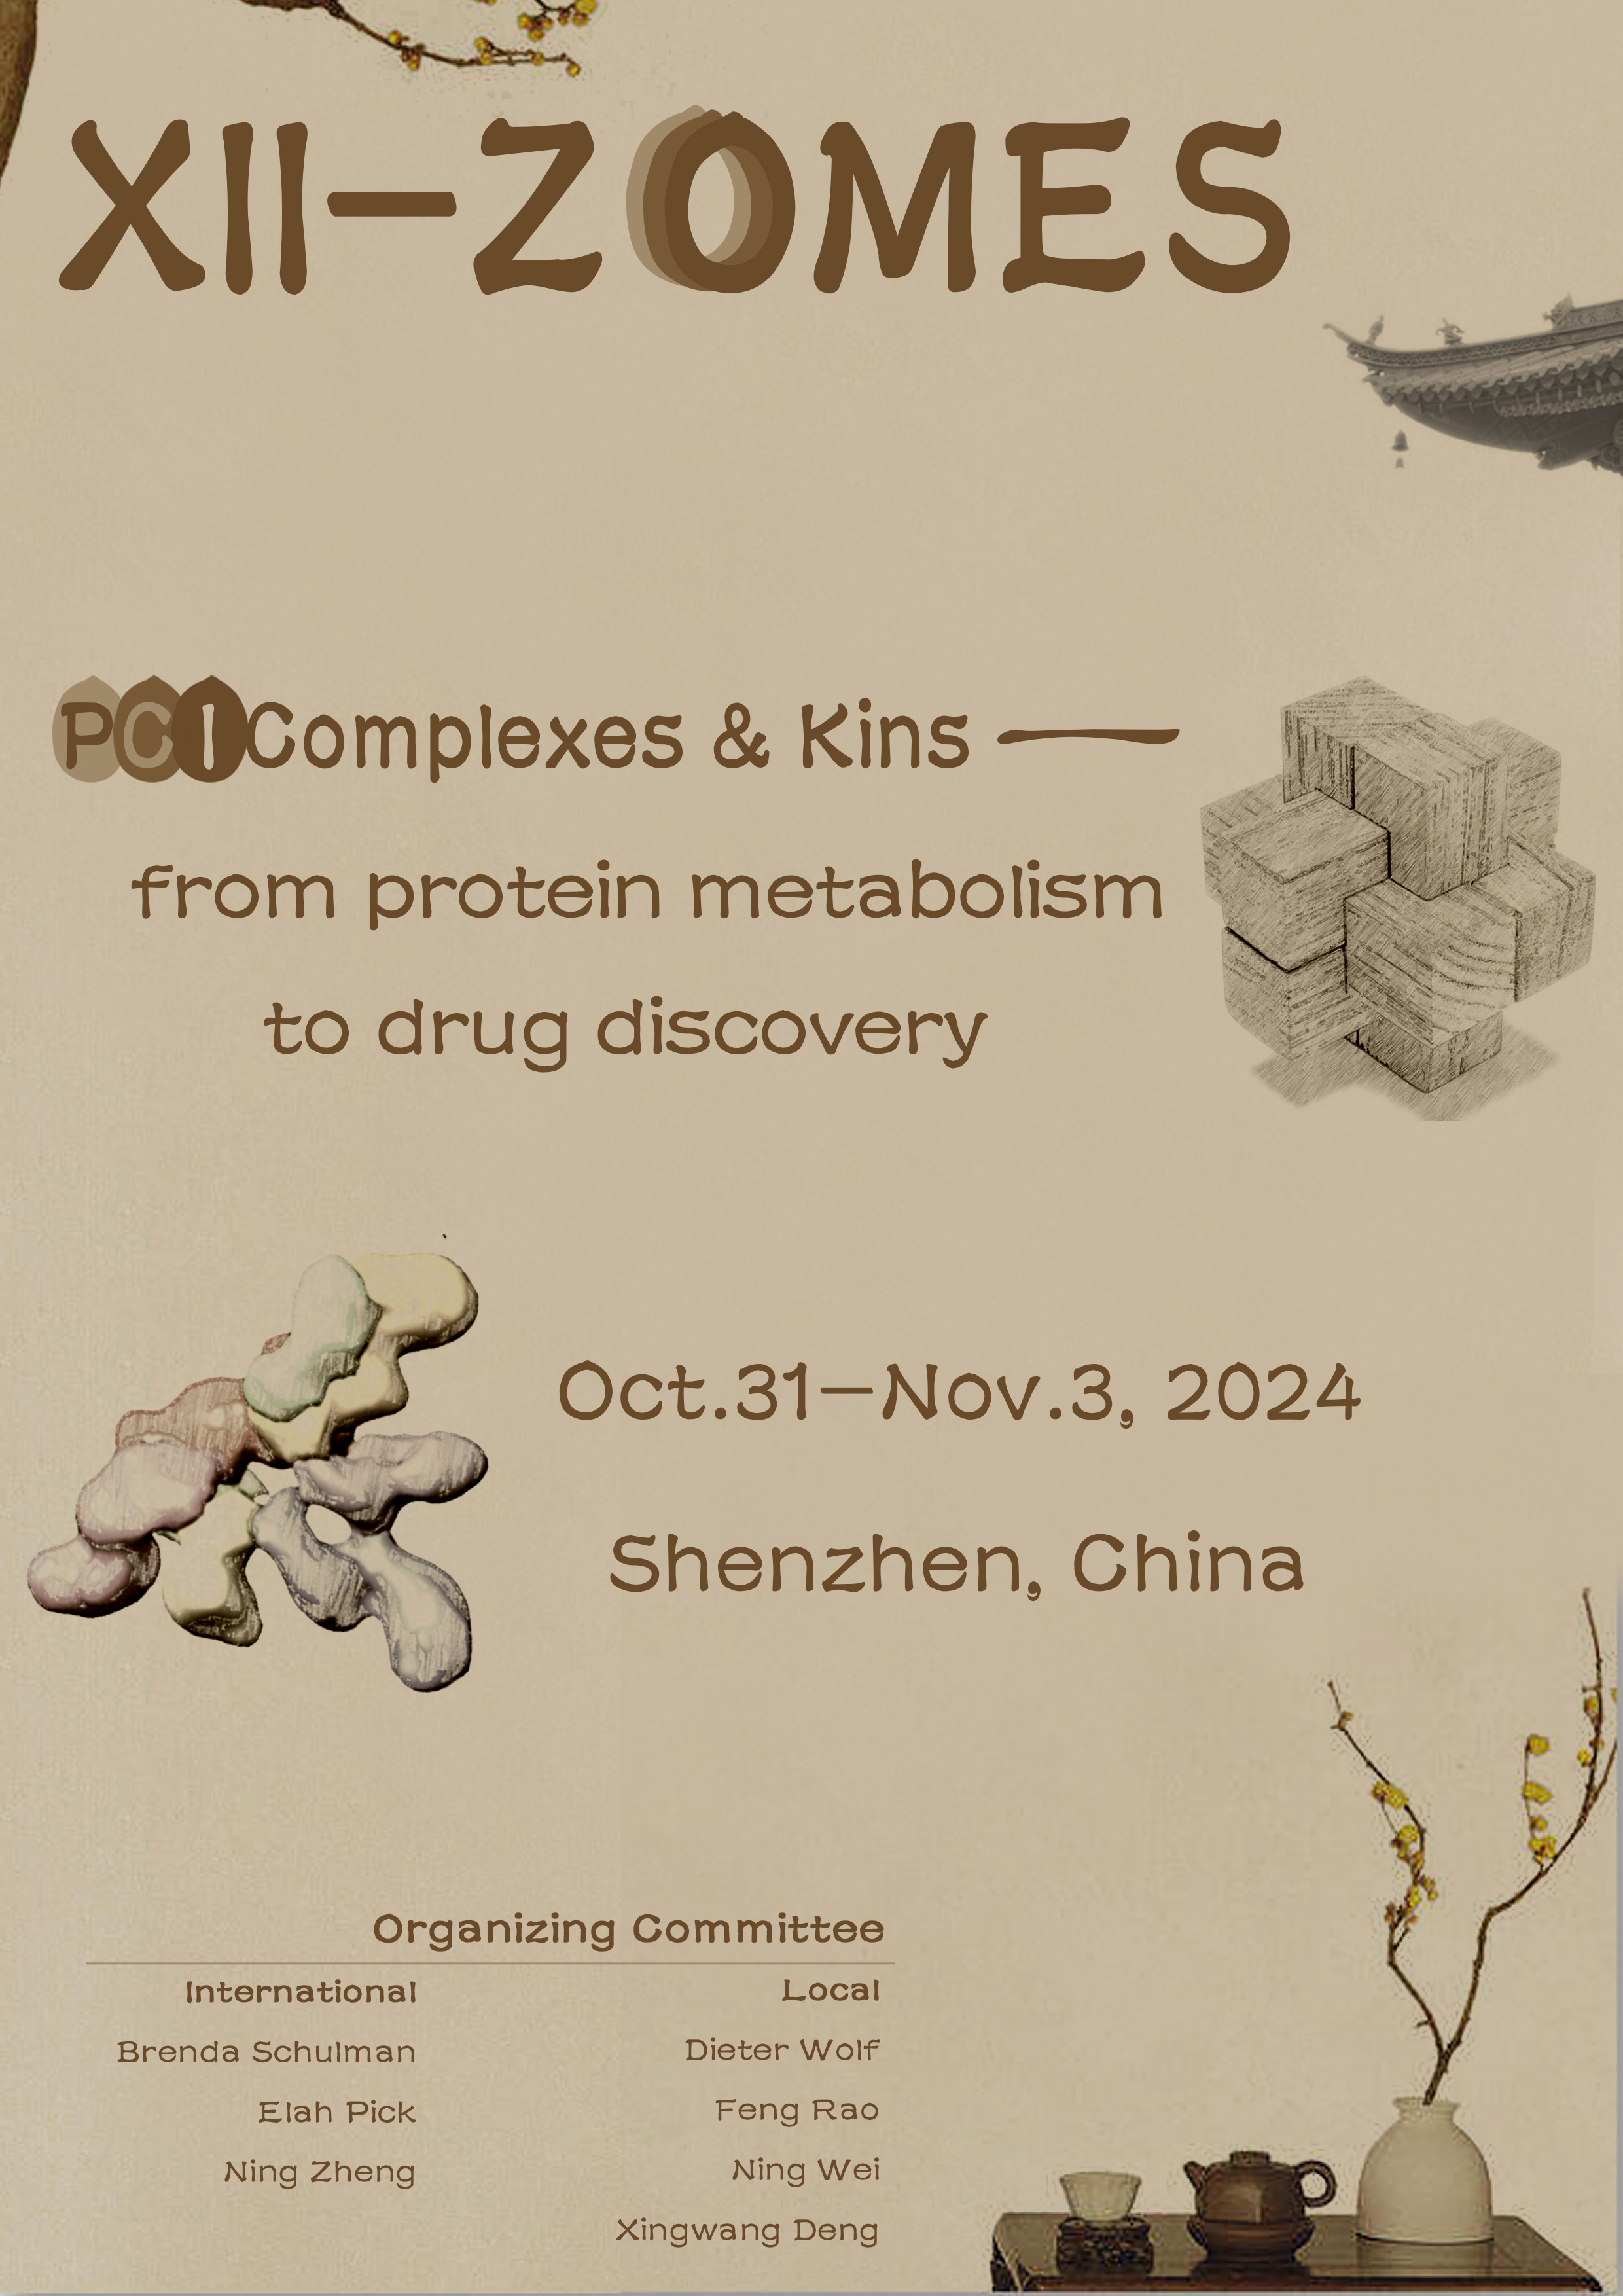 XII-ZOMES
PCI Complexes & Kins —
from protein metabolism
to drug discovery
Oct.31-Nov.3, 2024
Shenzhen, China
Organizing Committee
International
Brenda Schulman
Elah Pick
Ning Zheng
Local
Dieter Wolf
Feng Rao
Ning Wei
Xingwang Deng